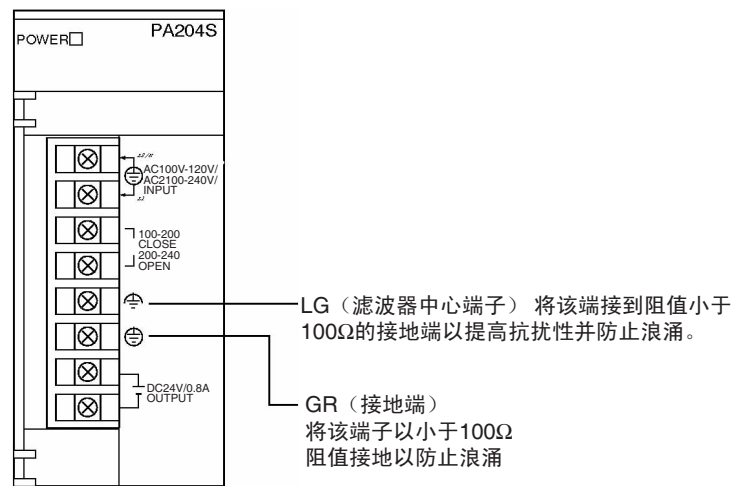 PA204S
POWER
AC100V-120V/
AC2100-240V/
INPUT
100-200
CLOSE
200-240
OPEN
LG（滤波器中心端子） 将该端接到阻值小于
100Ω的接地端以提高抗扰性并防止浪涌。
DC24V/0.8A
OUTPUT
GR（接地端）
将该端子以小于100Ω
阻值接地以防止浪涌